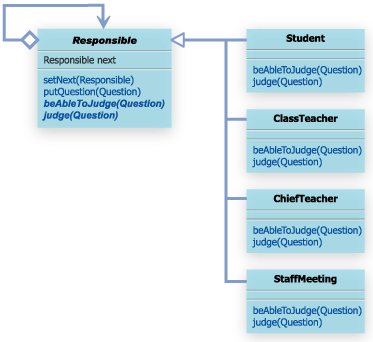 Responsible
Responsible next
setNext(Responsible)
putQuestion(Question)
beAbleToJudge(Question)
judge(Question)
Student
beAbleToJudge(Question)
judge(Question)
ClassTeacher
beAbleToJudge(Question)
judge(Question)
ChiefTeacher
beAbleToJudge(Question)
judge(Question)
StaffMeeting
beAbleToJudge(Question)
judge(Question)